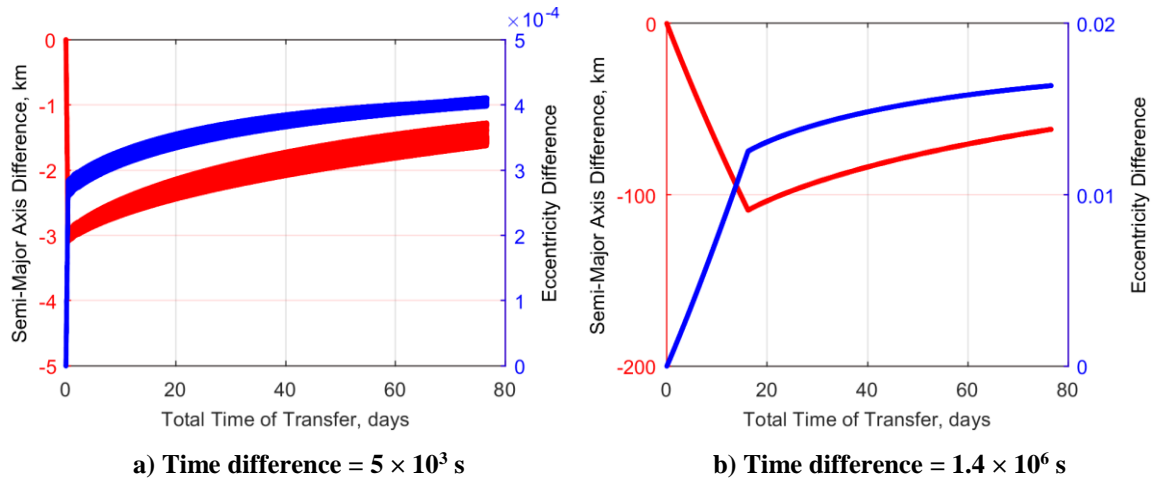 ×10⁻⁴
0
-1
-2
-3
-4
-5
Semi-Major Axis Difference, km
5
4
3
2
1
0
Eccentricity Difference
0 20 40 60 80
Total Time of Transfer, days
a) Time difference = 5 × 10³ s
0
-50
-100
-150
-200
Semi-Major Axis Difference, km
0.02
0.01
0
Eccentricity Difference
0 20 40 60 80
Total Time of Transfer, days
b) Time difference = 1.4 × 10⁶ s